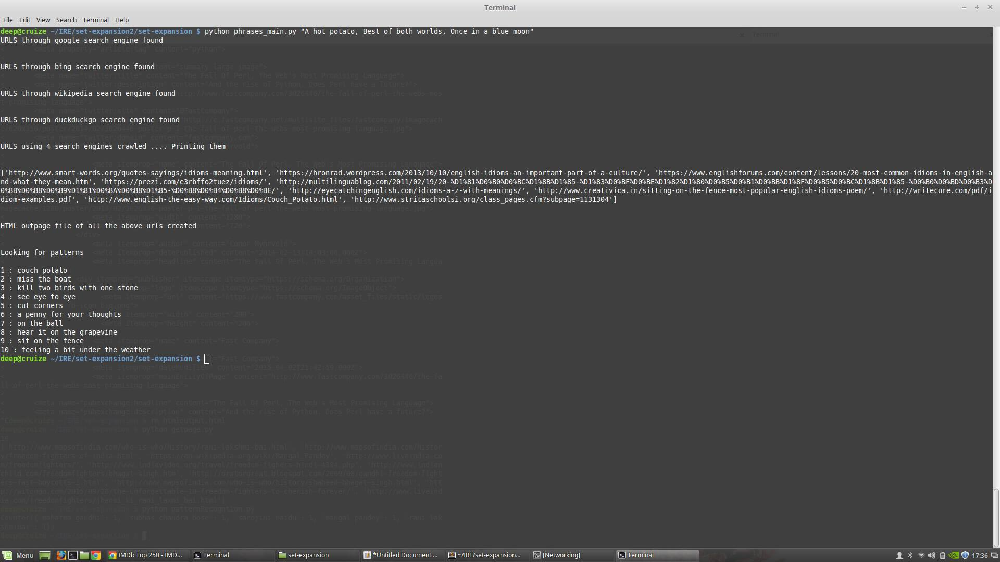 Terminal
File Edit View Search Terminal Help
deep@cruize ~/IRE/set-expansion2/set-expansion $ python phrases_main.py "A hot potato, Best of both worlds, Once in a blue moon"
URLS through google search engine found
URLS through bing search engine found
URLS through wikipedia search engine found
URLS through duckduckgo search engine found
URLS using 4 search engines crawled .... Printing them
['http://www.smart-words.org/quotes-sayings/idioms-meaning.html', 'https://hronrad.wordpress.com/2013/10/10/english-idioms-an-important-part-of-a-culture/', 'https://www.englishforums.com/content/lessons/20-most-common-idioms-in-english-a
nd-what-they-mean.htm', 'https://prezi.com/e3rbffo2tuez/idioms/', 'http://multilinguablog.com/2011/02/19/20-%D1%81%D0%B0%D0%BC%D1%8B%D1%85-%D1%83%D0%BF%D0%BE%D1%82%D1%80%D0%B5%D0%B1%D0%BB%D1%8F%D0%B5%D0%BC%D1%8B%D1%85-%D0%B0%D0%BD%D0%B3%D
0%BB%D0%B8%D0%B9%D1%81%D0%BA%D0%B8%D1%85-%D0%B8%D0%B4%D0%B8%D0%BE/', 'http://eyecatchingenglish.com/idioms-a-z-with-meanings/', 'http://www.creativica.in/sitting-on-the-fence-most-popular-english-idioms-poem/', 'http://writecure.com/pdf/i
diom-examples.pdf', 'http://www.english-the-easy-way.com/Idioms/Couch_Potato.html', 'http://www.stritaschoolsi.org/class_pages.cfm?subpage=1131304']
HTML outpage file of all the above urls created
Looking for patterns
1 : couch potato
2 : miss the boat
3 : kill two birds with one stone
4 : see eye to eye
5 : cut corners
6 : a penny for your thoughts
7 : on the ball
8 : hear it on the grapevine
9 : sit on the fence
10 : feeling a bit under the weather
deep@cruize ~/IRE/set-expansion2/set-expansion $
Menu IMDb Top 250 - IMD... Terminal set-expansion *Untitled Document ... ~/IRE/set-expansion... [Networking] Terminal 17:36